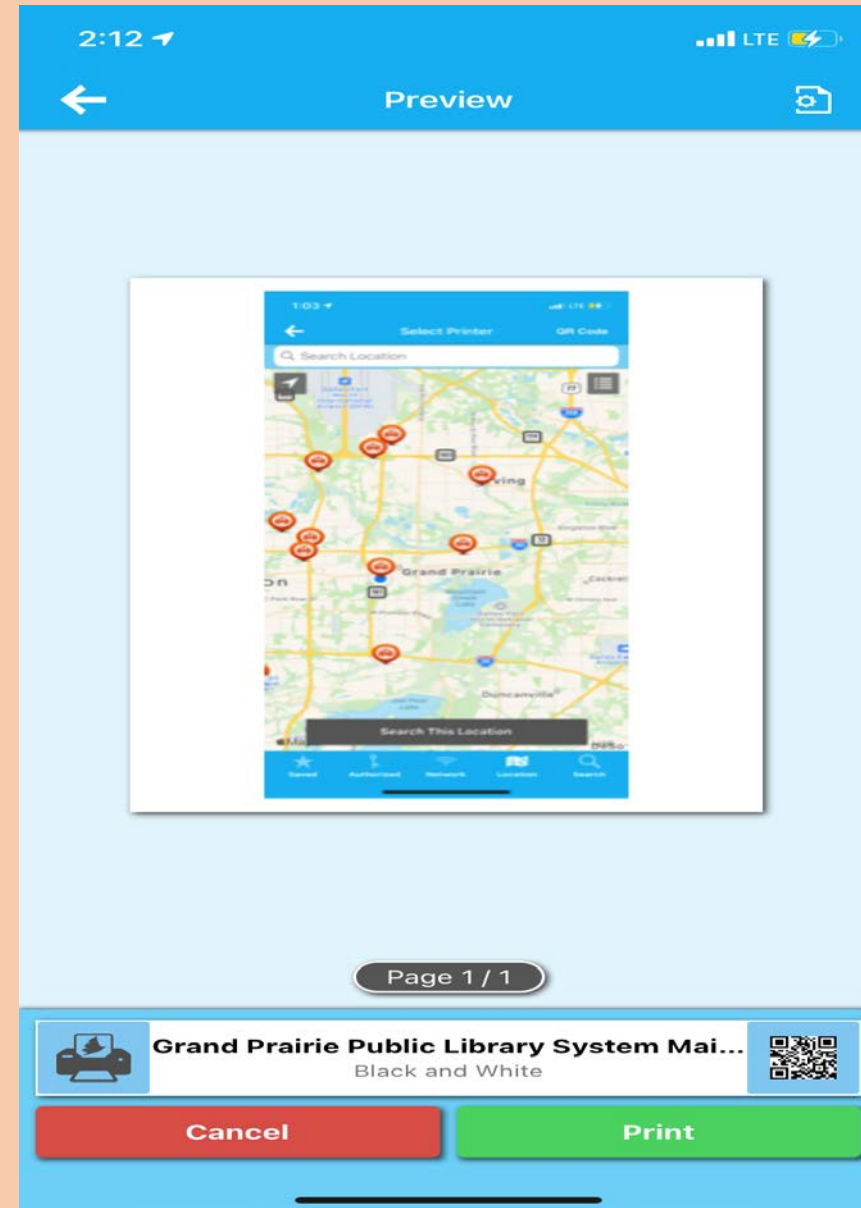 2:12
LTE
Preview
1:03
LTE
Select Printer
QR Code
Search Location
Irving
Grand Prairie
Duncanville
Search This Location
Saved
Authorized
Network
Location
Search
Page 1 / 1
Grand Prairie Public Library System Mai...
Black and White
Cancel
Print